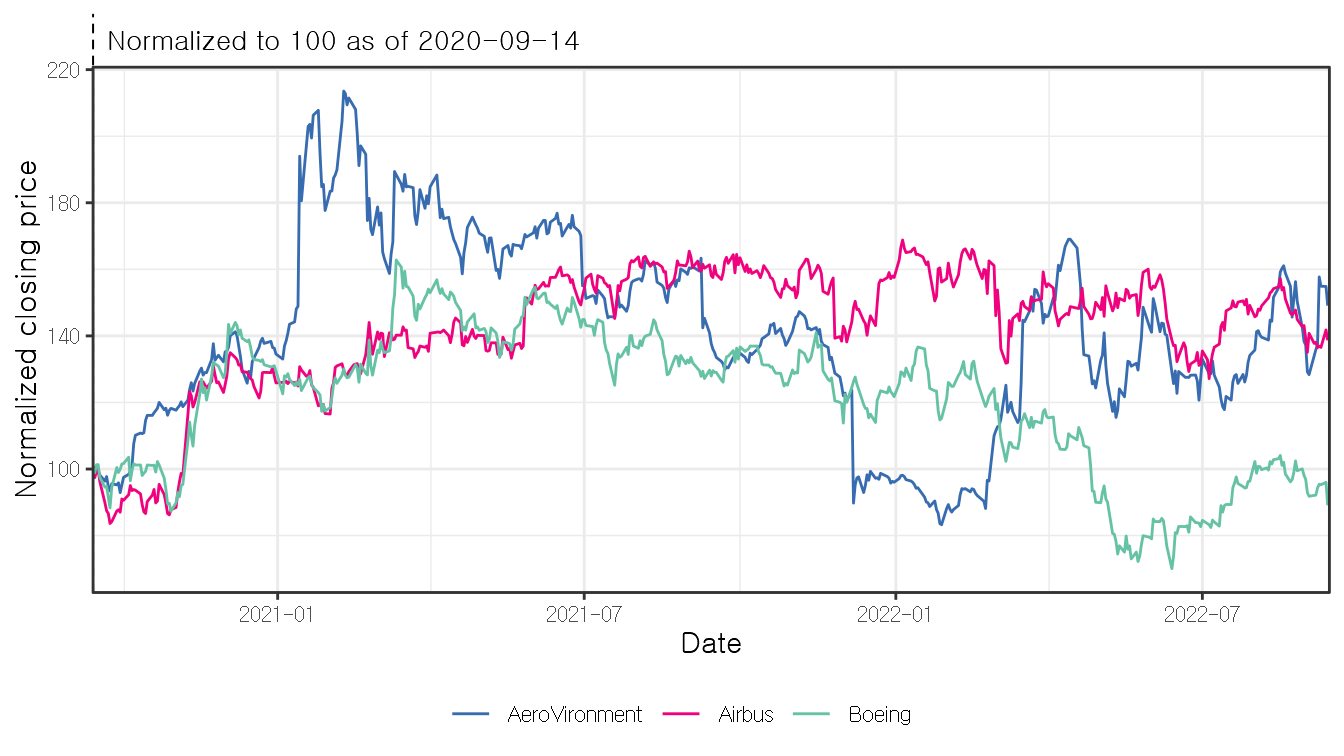 Normalized to 100 as of 2020-09-14
220
180
140
100
Normalized closing price
2021-01 2021-07 2022-01 2022-07
Date
AeroVironment Airbus Boeing